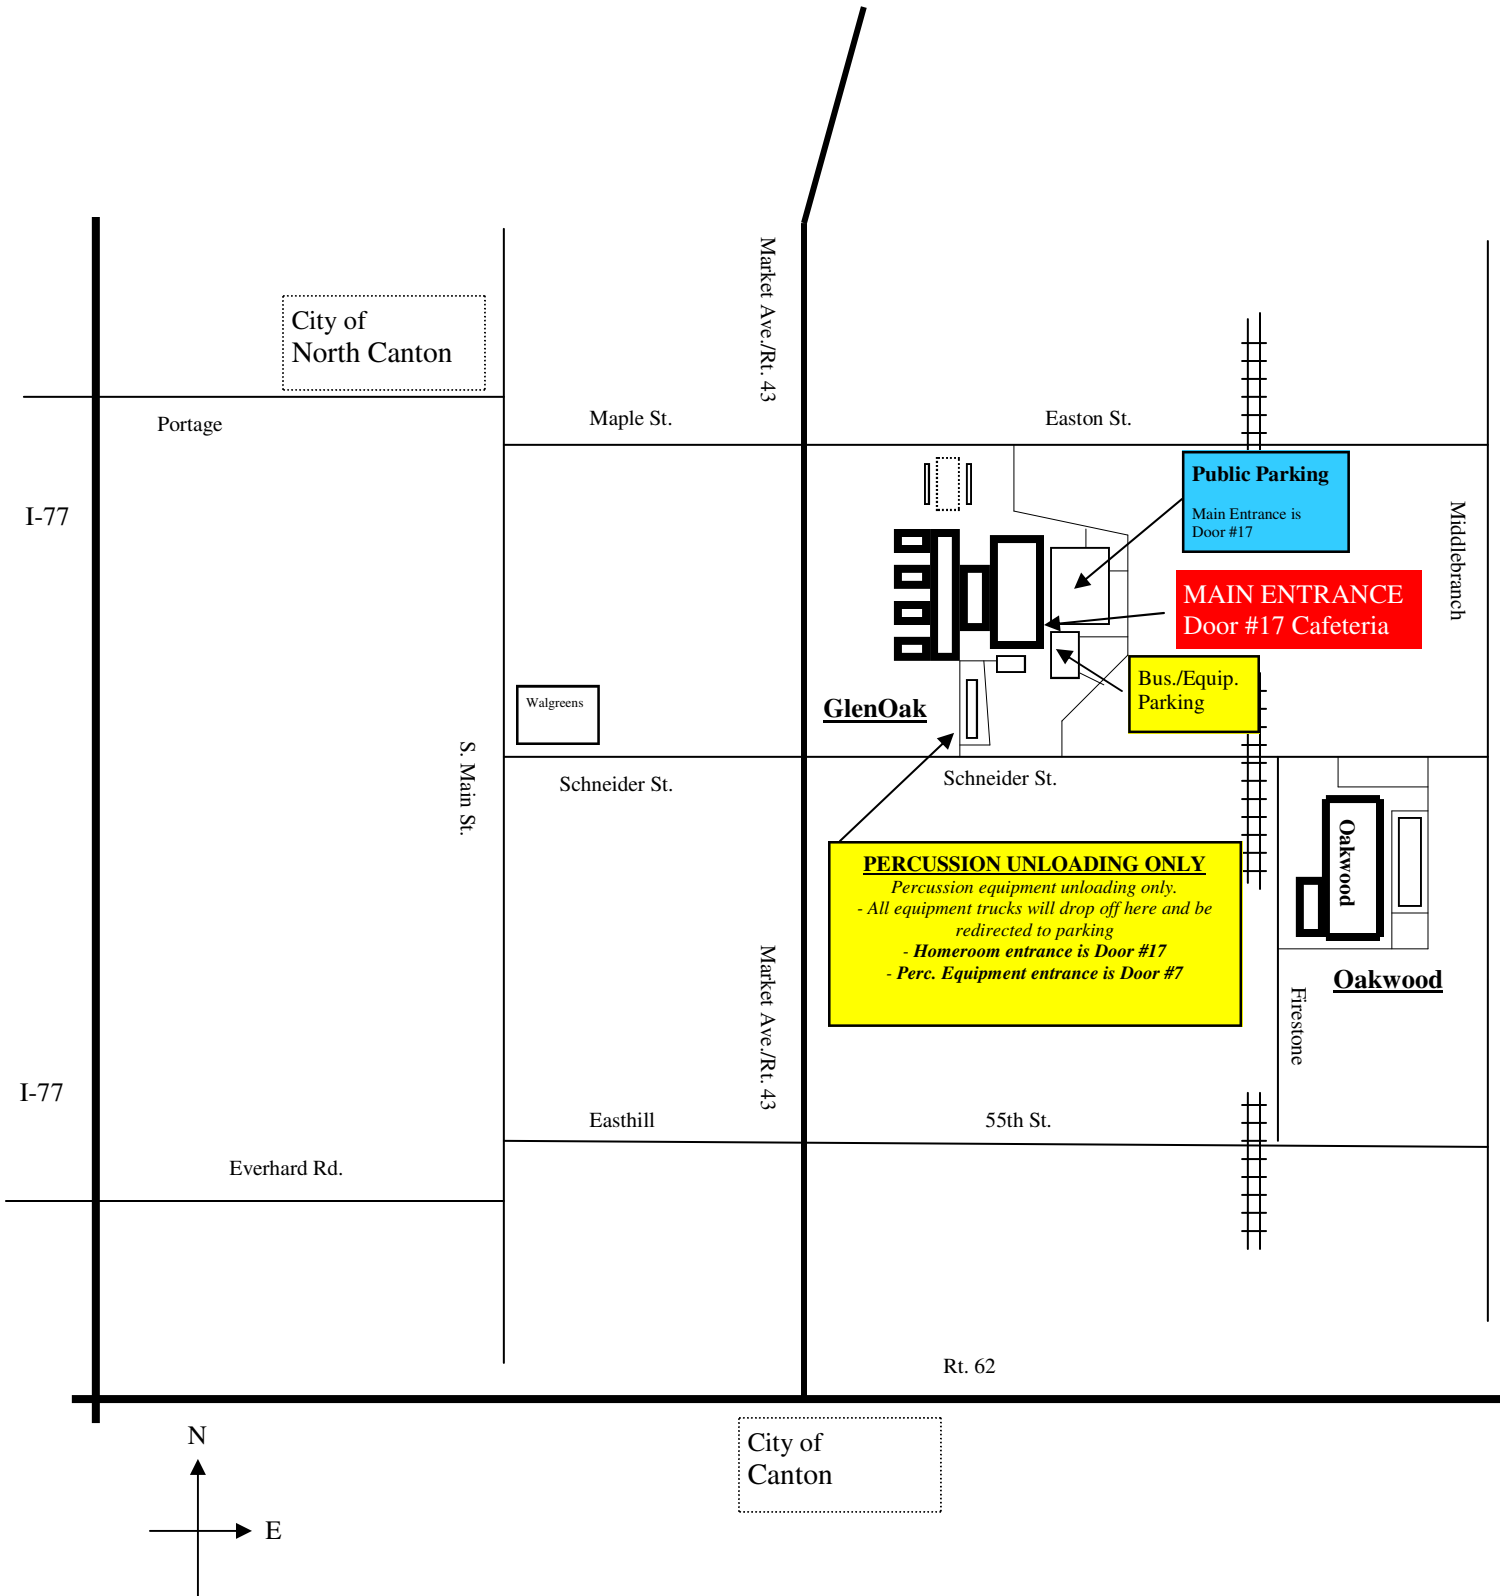 Market Ave./Rt. 43
City of
North Canton
Portage
Maple St.
Easton St.
I-77
Public Parking
Main Entrance is
Door #17
Middlebranch
MAIN ENTRANCE
Door #17 Cafeteria
Bus./Equip.
Parking
GlenOak
Walgreens
S. Main St.
Schneider St.
Schneider St.
Oakwood
PERCUSSION UNLOADING ONLY
Percussion equipment unloading only.
- All equipment trucks will drop off here and be
redirected to parking
- Homeroom entrance is Door #17
- Perc. Equipment entrance is Door #7
Oakwood
Market Ave./Rt. 43
Firestone
I-77
Easthill
55th St.
Everhard Rd.
Rt. 62
City of
Canton
N
E